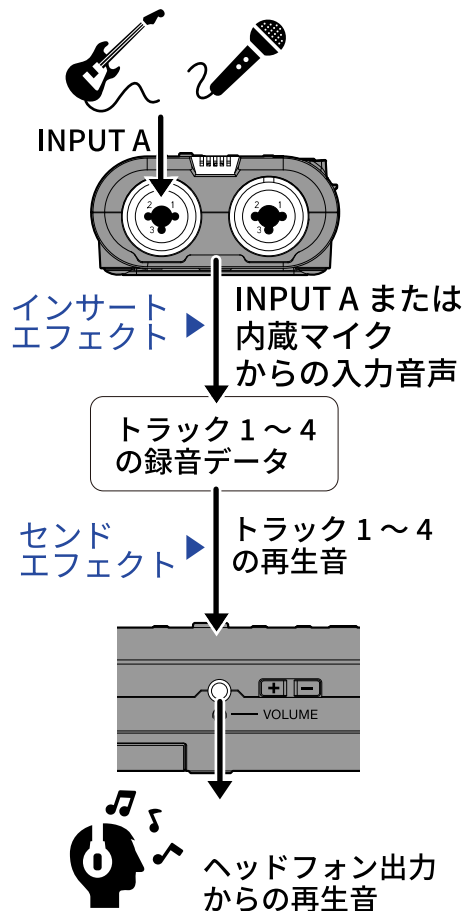 INPUT A
2 1
3
2 1
3
インサート
エフェクト
INPUT A または
内蔵マイク
からの入力音声
トラック 1 ～ 4
の録音データ
センド
エフェクト
トラック 1 ～ 4
の再生音
+ −
VOLUME
ヘッドフォン出力
からの再生音